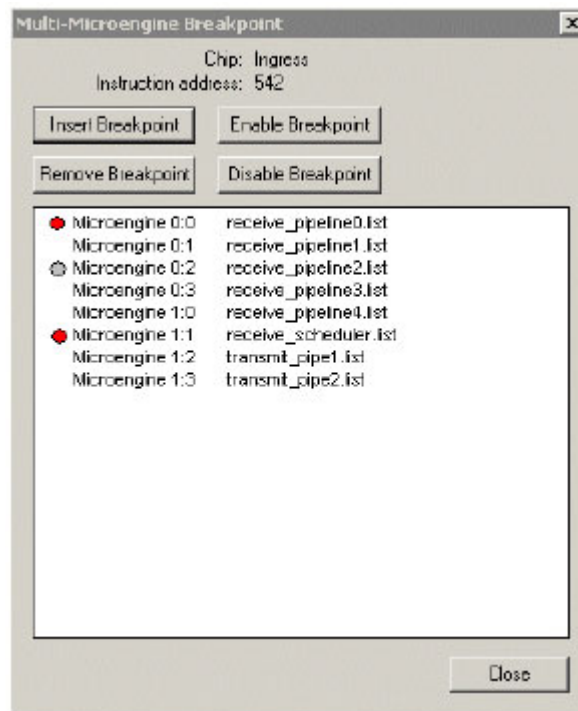 Multi-Microengine Breakpoint
Chip: Ingress
Instruction address: 542
Insert Breakpoint Enable Breakpoint
Remove Breakpoint Disable Breakpoint
Microengine 0:0 receive_pipeline0.list
Microengine 0:1 receive_pipeline1.list
Microengine 0:2 receive_pipeline2.list
Microengine 0:3 receive_pipeline3.list
Microengine 1:0 receive_pipeline4.list
Microengine 1:1 receive_scheduler.list
Microengine 1:2 transmit_pipe1.list
Microengine 1:3 transmit_pipe2.list
Close